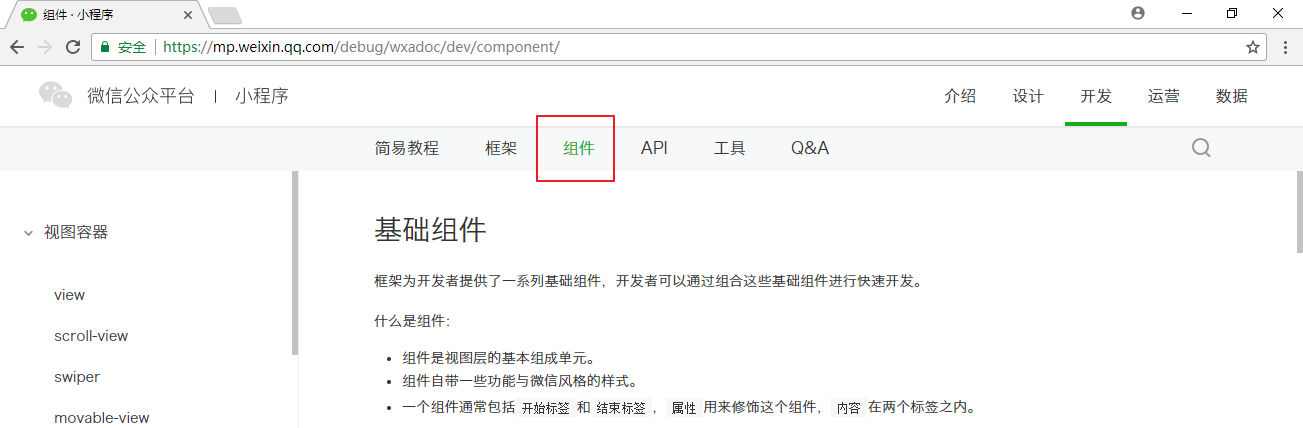 组件 · 小程序
安全 https://mp.weixin.qq.com/debug/wxadoc/dev/component/
微信公众平台 | 小程序 介绍 设计 开发 运营 数据
简易教程 框架 组件 API 工具 Q&A
视图容器
view
scroll-view
swiper
movable-view
基础组件
框架为开发者提供了一系列基础组件，开发者可以通过组合这些基础组件进行快速开发。
什么是组件：
• 组件是视图层的基本组成单元。
• 组件自带一些功能与微信风格的样式。
• 一个组件通常包括 开始标签 和 结束标签 ， 属性 用来修饰这个组件， 内容 在两个标签之内。